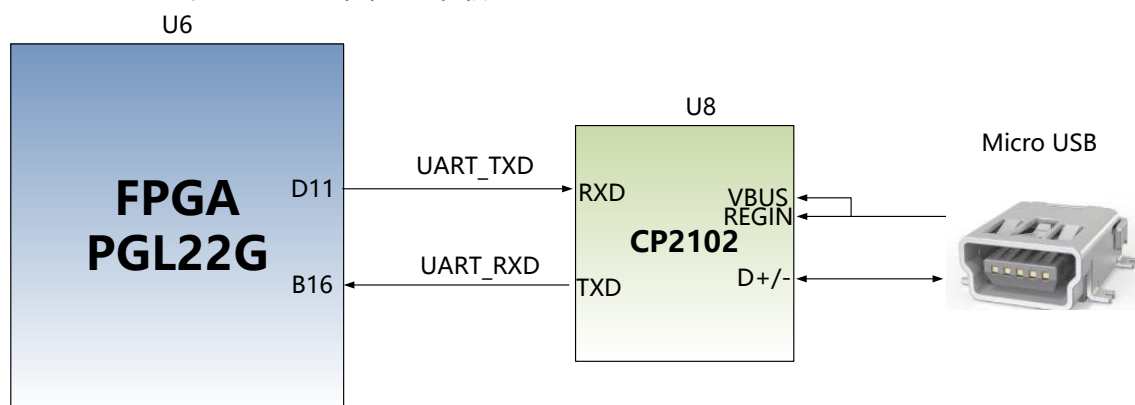 U6
U8
Micro USB
FPGA
PGL22G
D11
UART_TXD
RXD
VBUS
REGIN
CP2102
B16
UART_RXD
TXD
D+/-